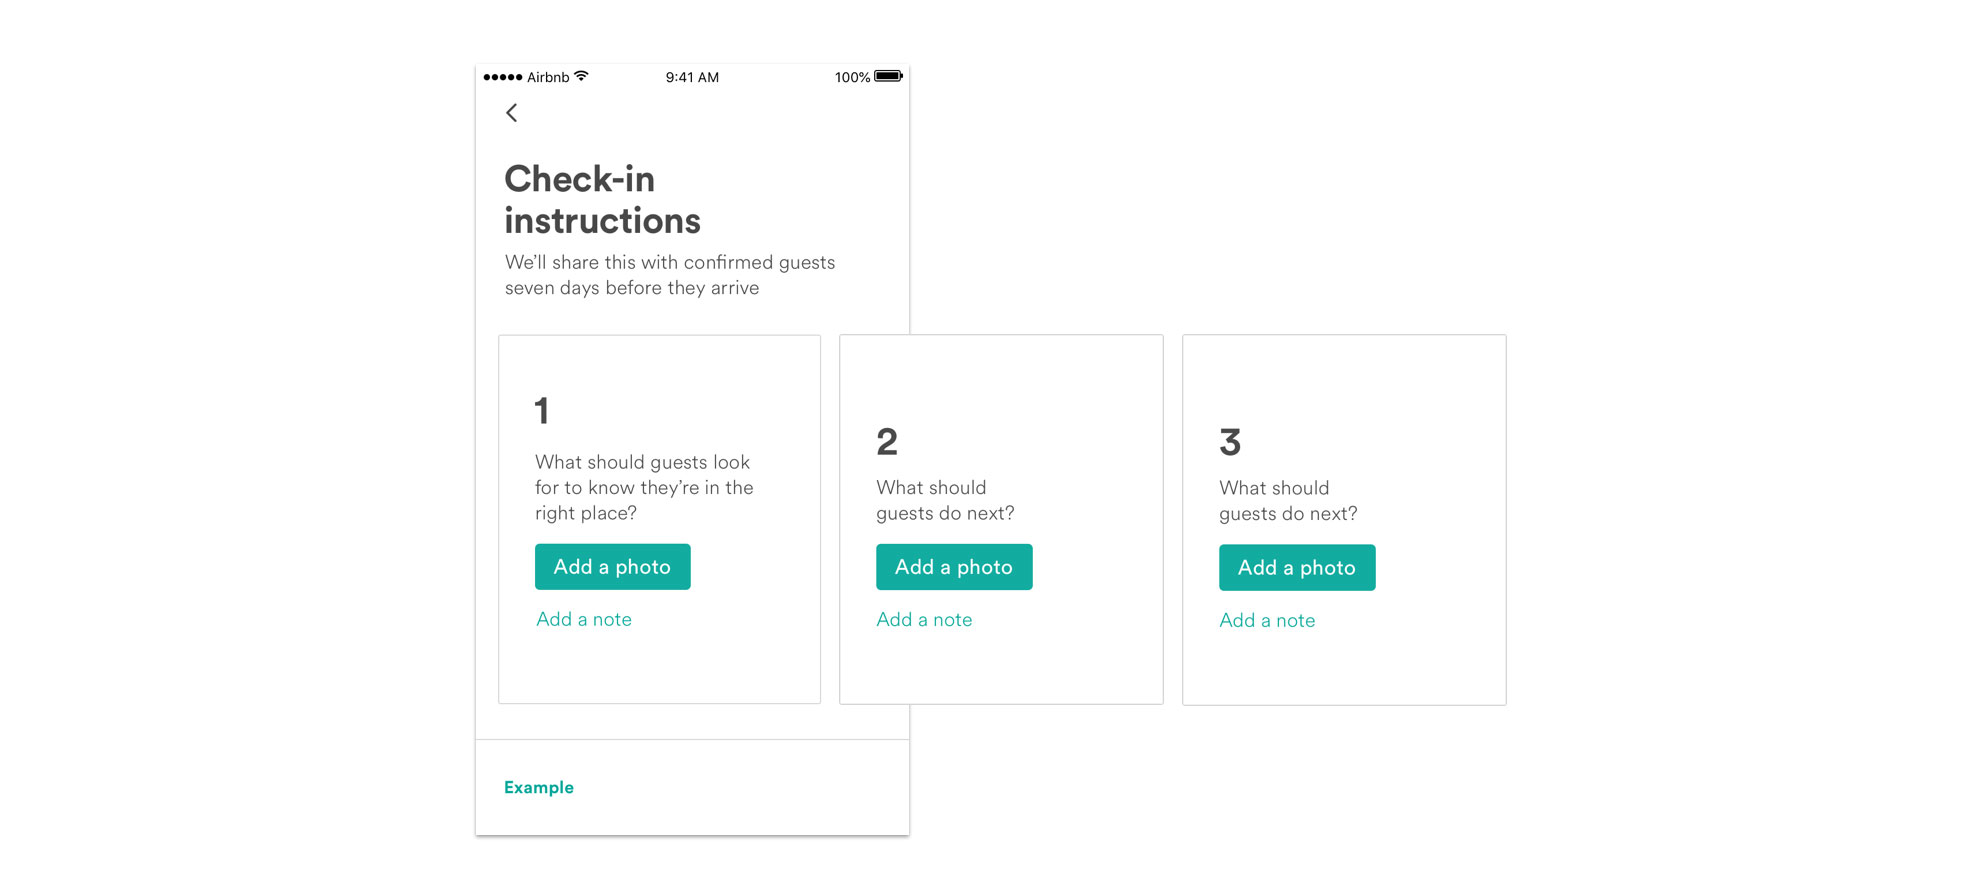 Airbnb 9:41 AM 100%
Check-in
instructions
We’ll share this with confirmed guests
seven days before they arrive
1
What should guests look
for to know they’re in the
right place?
Add a photo
Add a note
2
What should
guests do next?
Add a photo
Add a note
3
What should
guests do next?
Add a photo
Add a note
Example